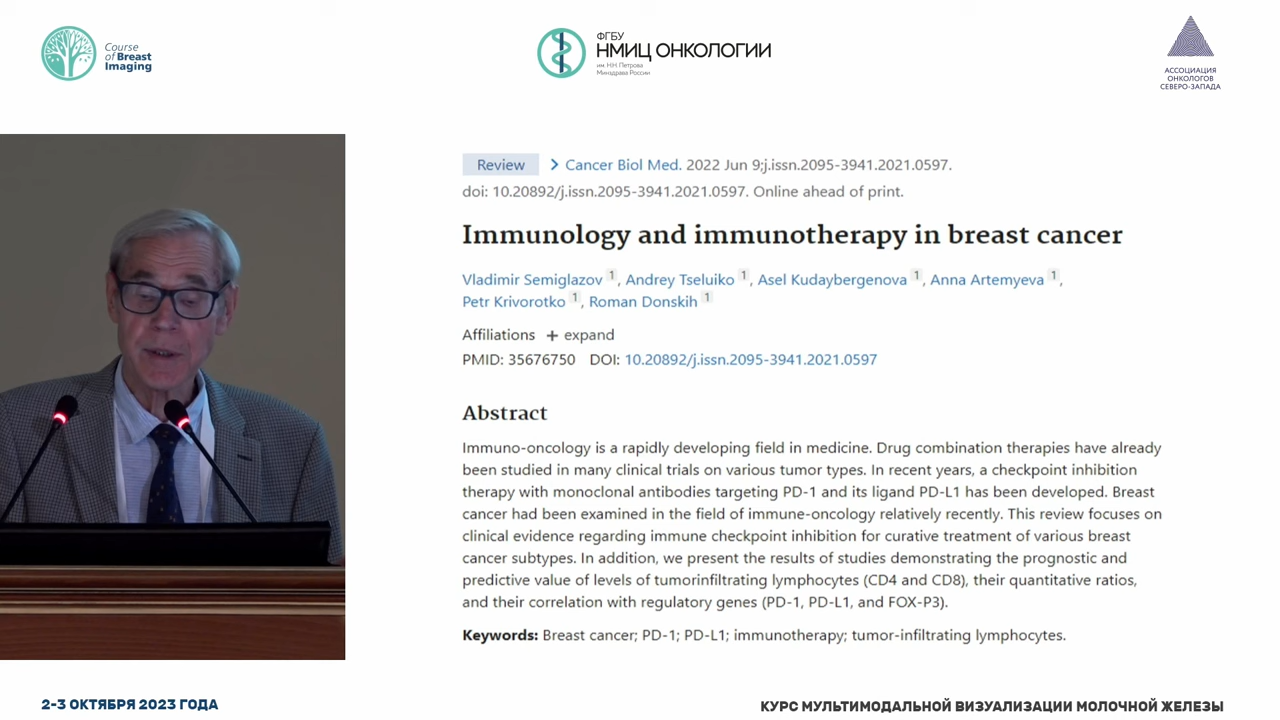 Course
of Breast
Imaging
ФГБУ
НМИЦ ОНКОЛОГИИ
им. Н.Н. Петрова
Минздрава России
АССОЦИАЦИЯ
ОНКОЛОГОВ
СЕВЕРО-ЗАПАДА
Review > Cancer Biol Med. 2022 Jun 9;j.issn.2095-3941.2021.0597.
doi: 10.20892/j.issn.2095-3941.2021.0597. Online ahead of print.
Immunology and immunotherapy in breast cancer
Vladimir Semiglazov 1, Andrey Tseluiko 1, Asel Kudaybergenova 1, Anna Artemyeva 1,
Petr Krivorotko 1, Roman Donskih 1
Affiliations + expand
PMID: 35676750 DOI: 10.20892/j.issn.2095-3941.2021.0597
Abstract
Immuno-oncology is a rapidly developing field in medicine. Drug combination therapies have already
been studied in many clinical trials on various tumor types. In recent years, a checkpoint inhibition
therapy with monoclonal antibodies targeting PD-1 and its ligand PD-L1 has been developed. Breast
cancer had been examined in the field of immune-oncology relatively recently. This review focuses on
clinical evidence regarding immune checkpoint inhibition for curative treatment of various breast
cancer subtypes. In addition, we present the results of studies demonstrating the prognostic and
predictive value of levels of tumorinfiltrating lymphocytes (CD4 and CD8), their quantitative ratios,
and their correlation with regulatory genes (PD-1, PD-L1, and FOX-P3).
Keywords: Breast cancer; PD-1; PD-L1; immunotherapy; tumor-infiltrating lymphocytes.
2-3 ОКТЯБРЯ 2023 ГОДА
КУРС МУЛЬТИМОДАЛЬНОЙ ВИЗУАЛИЗАЦИИ МОЛОЧНОЙ ЖЕЛЕЗЫ